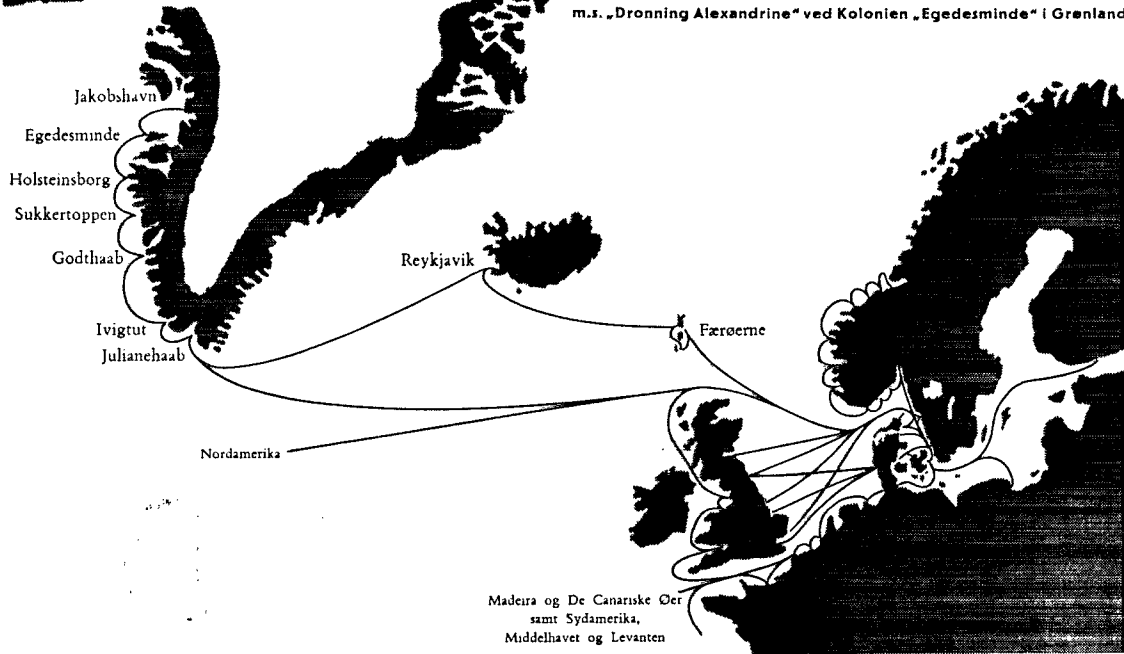 m.s. „Dronning Alexandrine“ ved Kolonien „Egedesminde“ i Grønland
Jakobshavn
Egedesminde
Holsteinsborg
Sukkertoppen
Godthaab
Ivigtut
Julianehaab
Reykjavik
Færøerne
Nordamerika
Madeira og De Canariske Øer
samt Sydamerika,
Middelhavet og Levanten